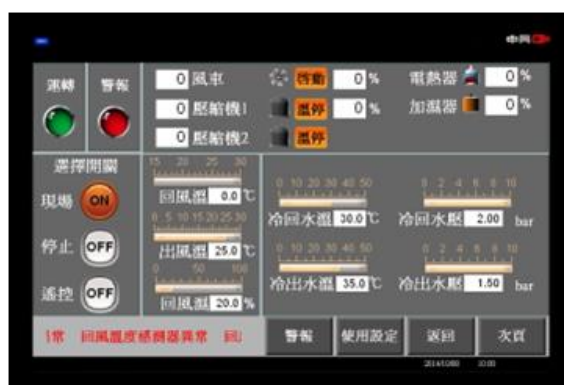 中興
運轉 警報
0 風車 啓動 0 %
0 壓縮機1 溫停 0 %
0 壓縮機2 溫停
電熱器 0 %
加濕器 0 %
選擇開關
現場 ON
停止 OFF
遙控 OFF
15 20 25 30
回風溫 0.0 ℃
0 5 10 15 20 25 30
出風溫 25.0 ℃
0 50 100
回風濕 20.0 %
0 10 20 30 40 50
冷回水溫 30.0 ℃
0 2 4 6 8 10
冷回水壓 2.00 bar
0 10 20 30 40 50
冷出水溫 35.0 ℃
0 2 4 6 8 10
冷出水壓 1.50 bar
常 回風溫度感測器異常 回
警報 使用設定 返回 次頁
10:00